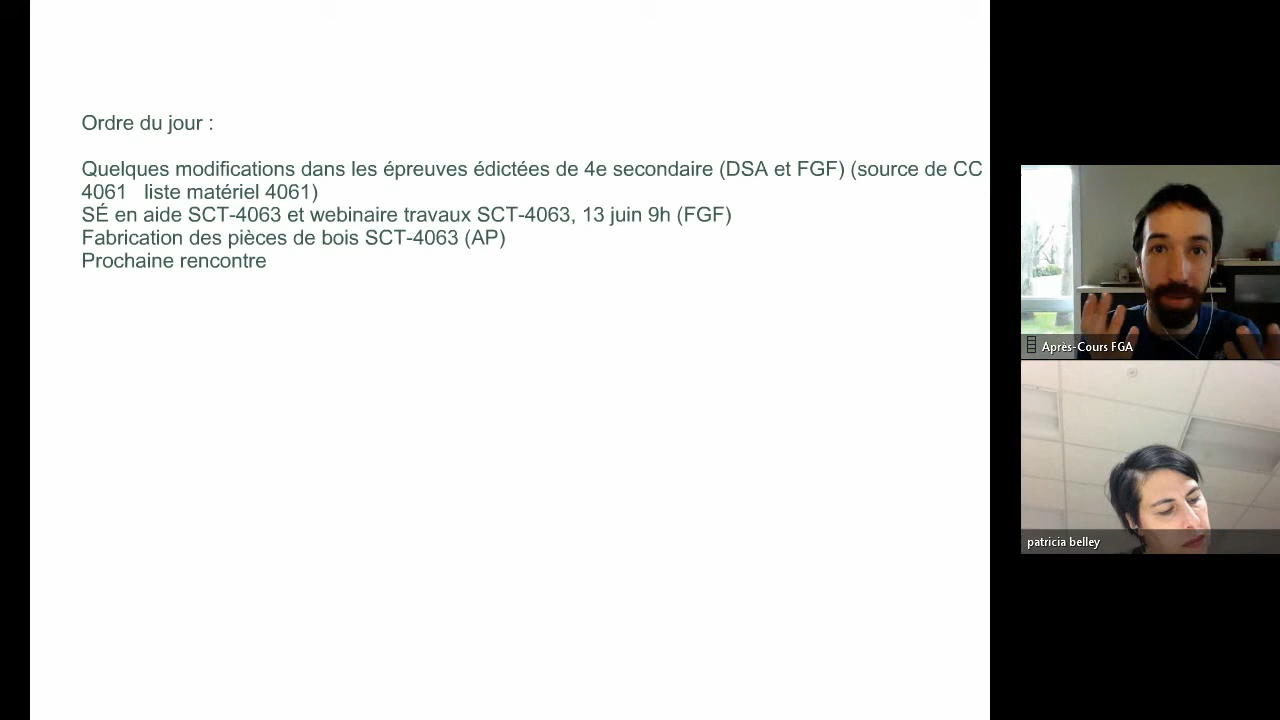 Ordre du jour :
Quelques modifications dans les épreuves édictées de 4e secondaire (DSA et FGF) (source de CC
4061 liste matériel 4061)
SÉ en aide SCT-4063 et webinaire travaux SCT-4063, 13 juin 9h (FGF)
Fabrication des pièces de bois SCT-4063 (AP)
Prochaine rencontre
Après-Cours FGA
patricia belley